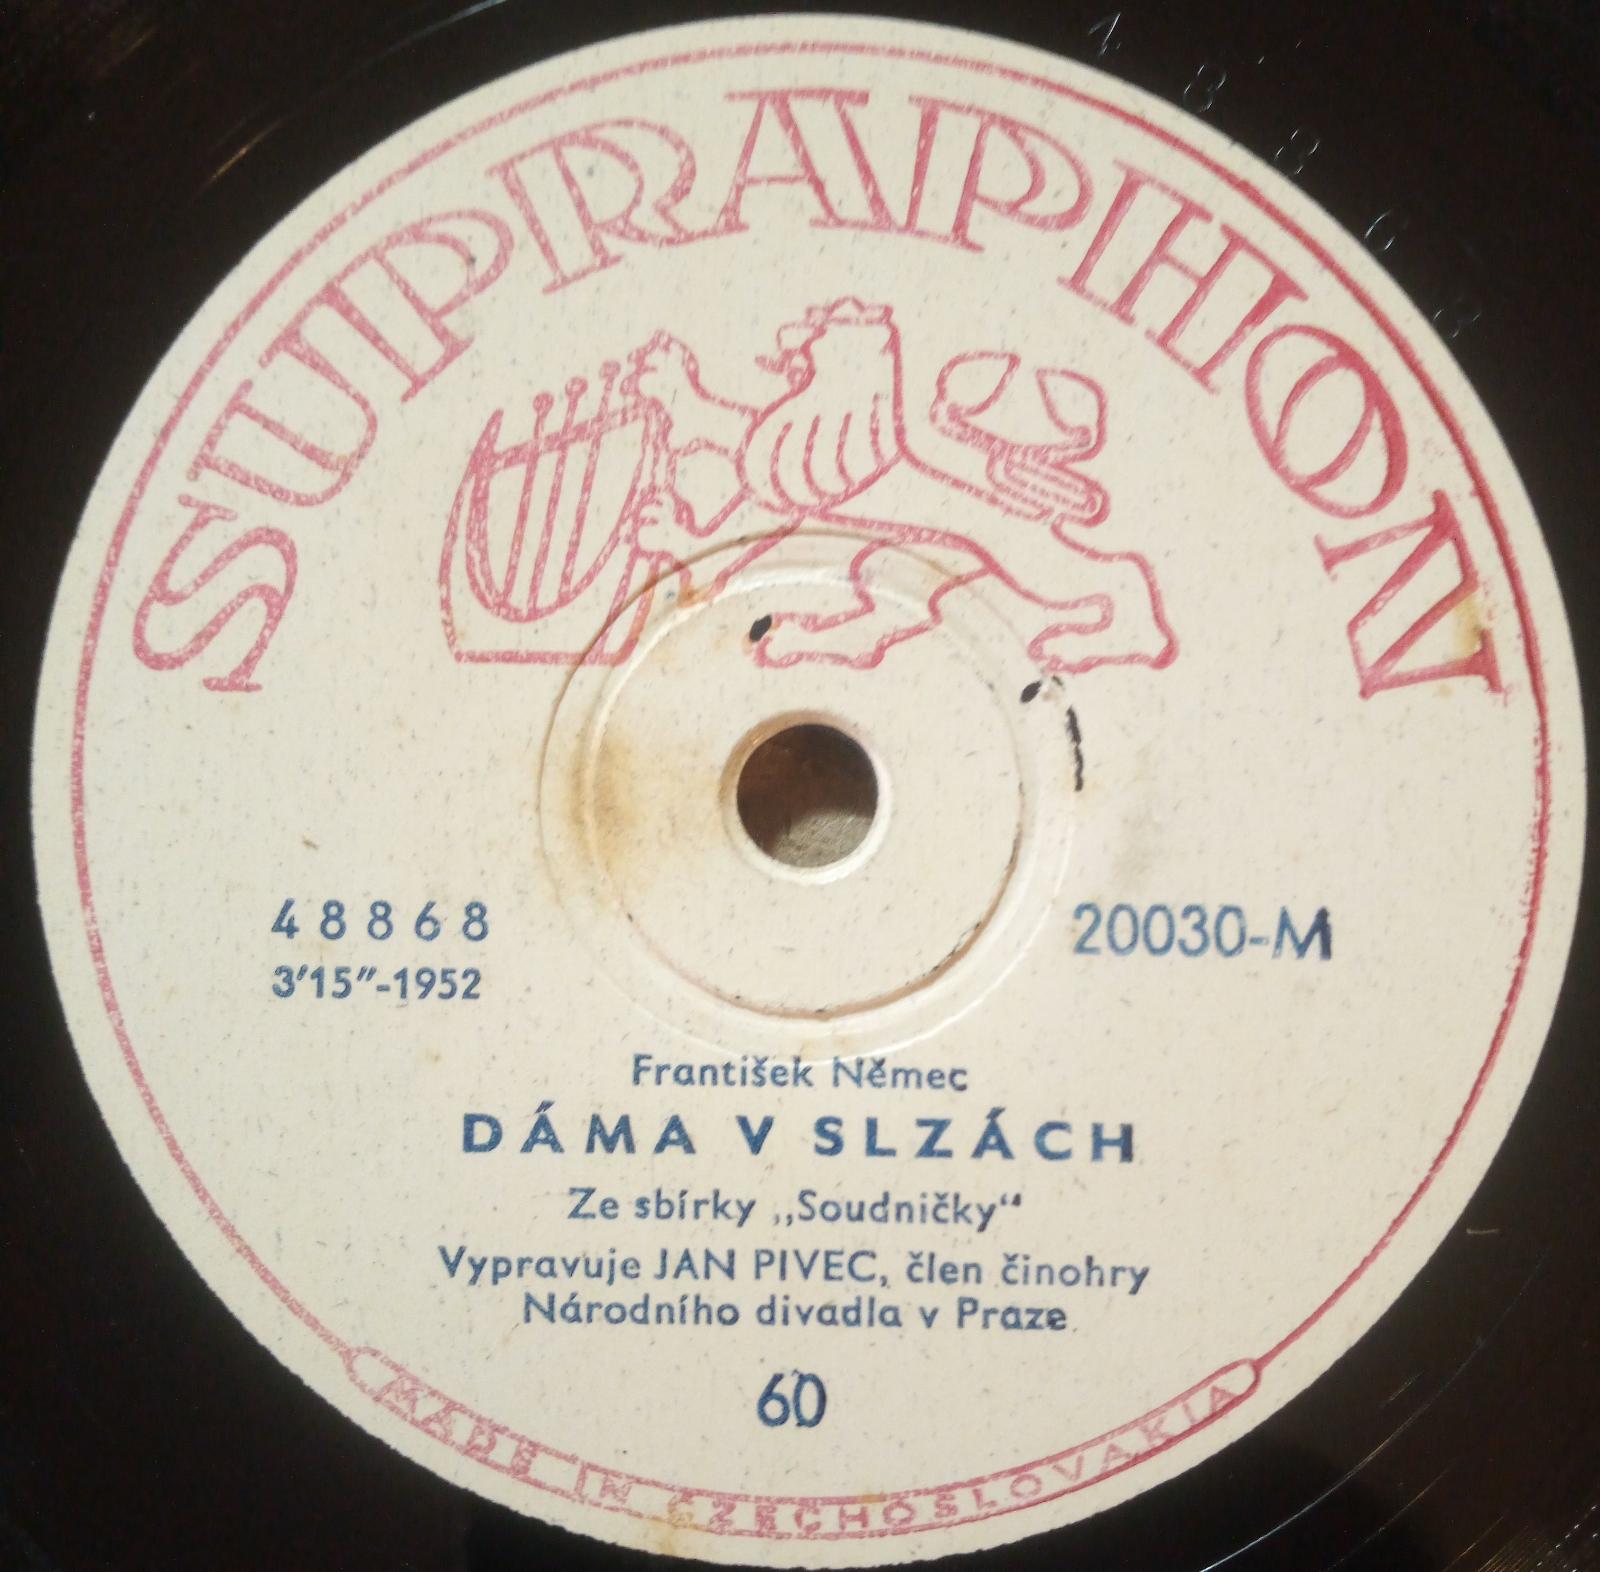 SUPRAPHON
48868
20030-M
3'15"-1952
František Němec
DÁMA V SLZÁCH
Ze sbírky „Soudničky“
Vypravuje JAN PIVEC, člen činohry
Národního divadla v Praze
60
MADE IN CZECHOSLOVAKIA